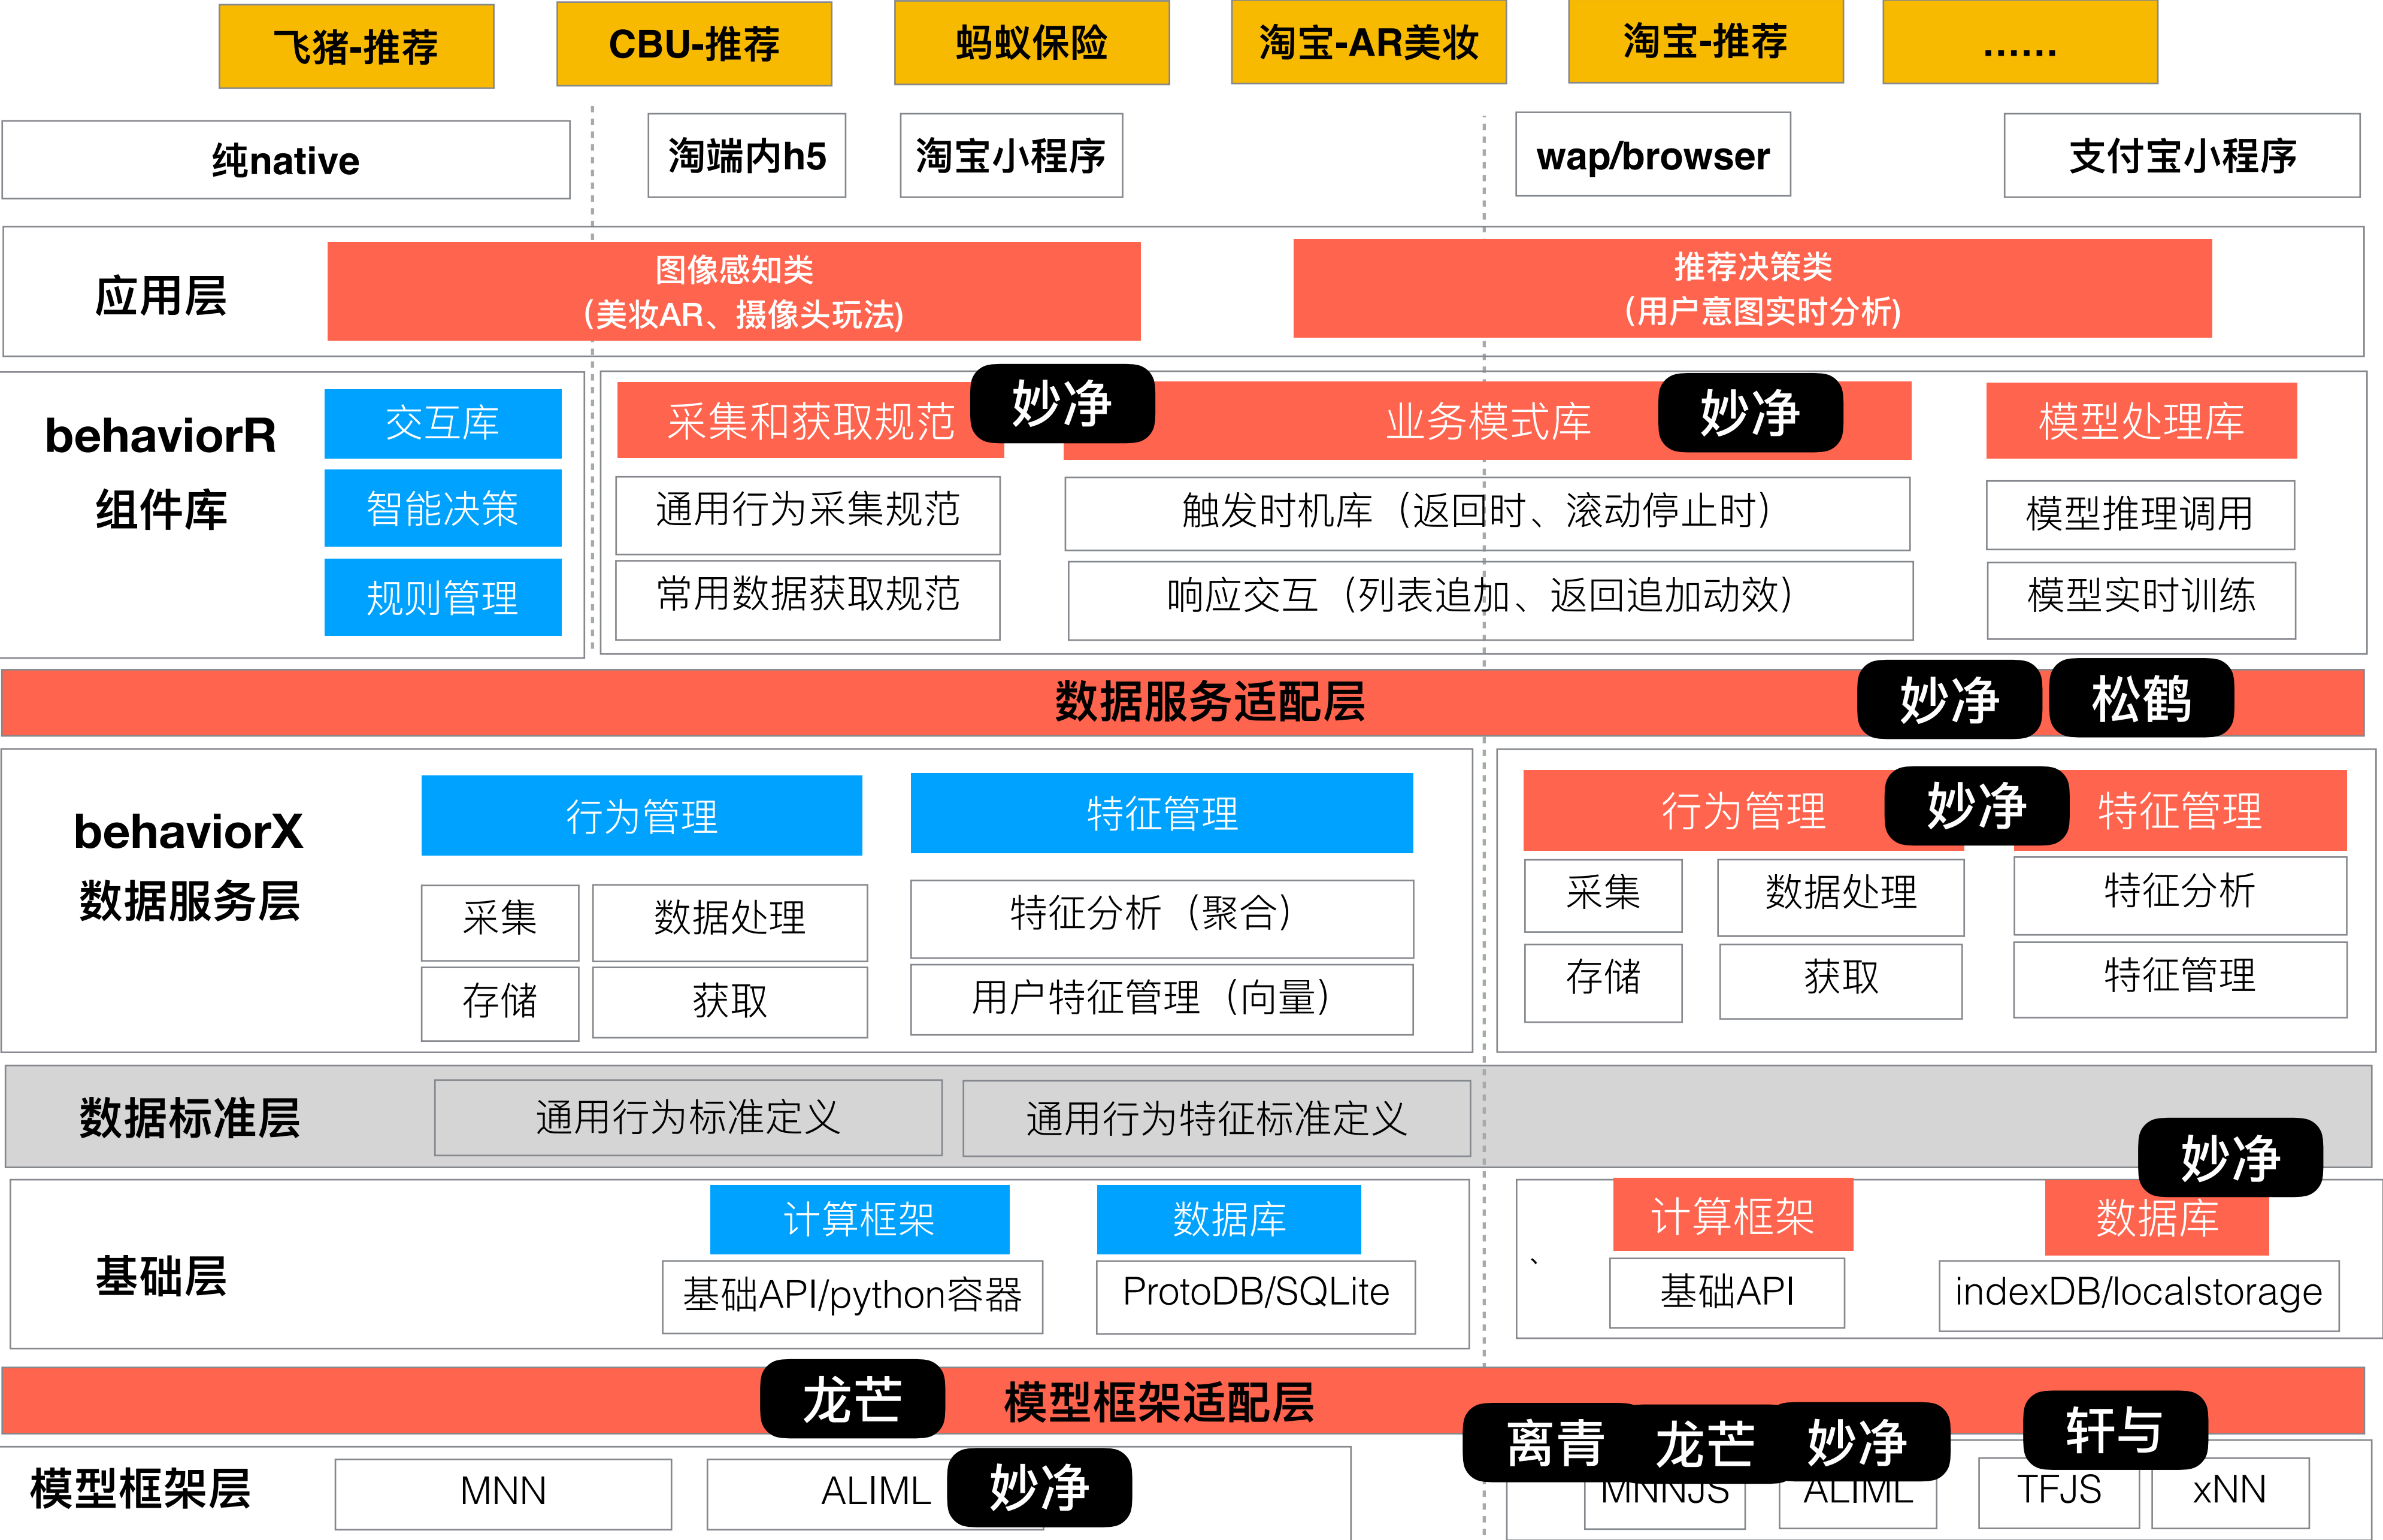 飞猪-推荐
CBU-推荐
蚂蚁保险
淘宝-AR美妆
淘宝-推荐
……
纯native
淘端内h5
淘宝小程序
wap/browser
支付宝小程序
应用层
图像感知类
（美妆AR、摄像头玩法）
推荐决策类
（用户意图实时分析）
behaviorR
组件库
交互库
智能决策
规则管理
采集和获取规范
妙净
业务模式库
妙净
模型处理库
通用行为采集规范
触发时机库（返回时、滚动停止时）
模型推理调用
常用数据获取规范
响应交互（列表追加、返回追加动效）
模型实时训练
数据服务适配层
妙净
松鹤
behaviorX
数据服务层
行为管理
特征管理
采集
数据处理
特征分析（聚合）
存储
获取
用户特征管理（向量）
行为管理
妙净
特征管理
采集
数据处理
特征分析
存储
获取
特征管理
数据标准层
通用行为标准定义
通用行为特征标准定义
妙净
基础层
计算框架
数据库
基础API/python容器
ProtoDB/SQLite
、
计算框架
数据库
基础API
indexDB/localstorage
龙芒
模型框架适配层
离青
龙芒
妙净
轩与
模型框架层
MNN
ALIML
妙净
MNNJS
ALIML
TFJS
xNN